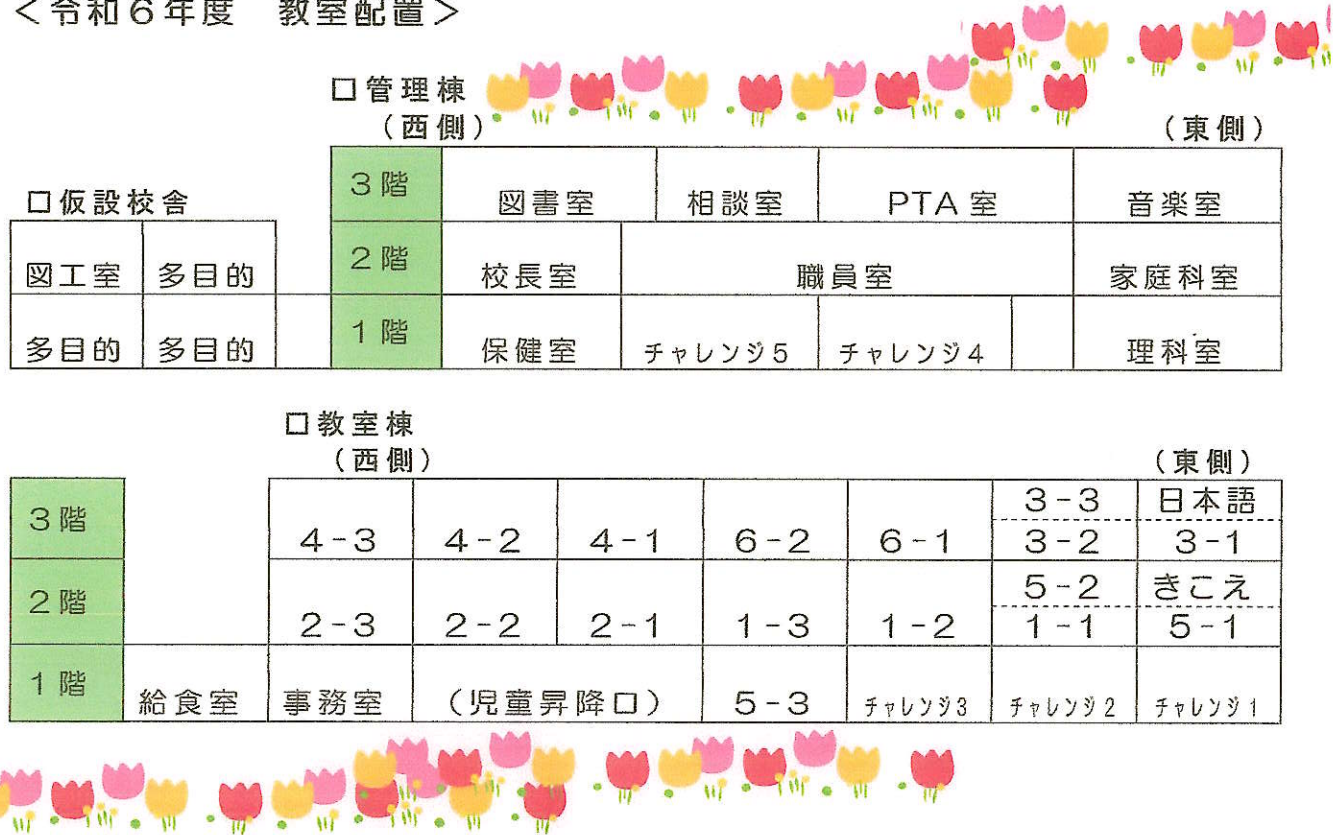 ＜令和６年度　教室配置＞
□管理棟
（西側）　（東側）
３階　図書室　相談室　PTA室　音楽室
□仮設校舎
図工室　多目的　２階　校長室　職員室　家庭科室
多目的　多目的　１階　保健室　チャレンジ５　チャレンジ４　理科室
□教室棟
（西側）　（東側）
３階　4-3　4-2　4-1　6-2　6-1　3-3　日本語
3-2　3-1
２階　2-3　2-2　2-1　1-3　1-2　5-2　きこえ
1-1　5-1
１階　給食室　事務室　（児童昇降口）　5-3　チャレンジ3　チャレンジ2　チャレンジ1